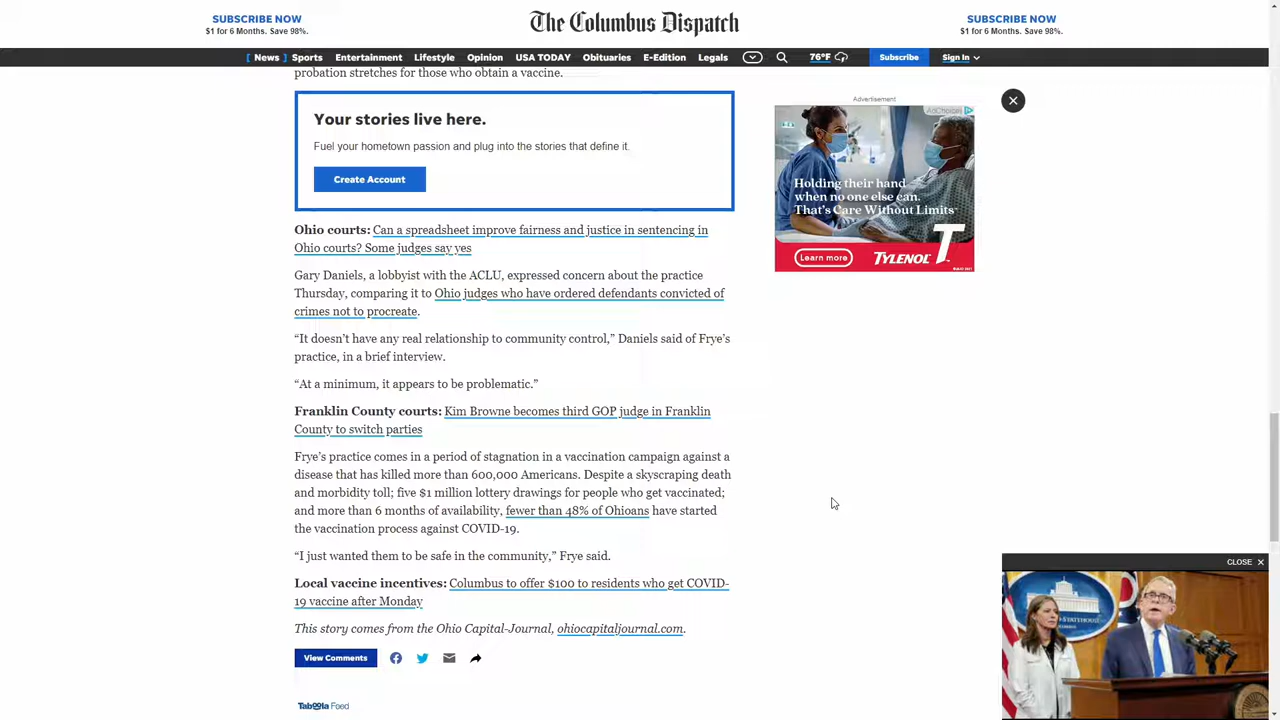 SUBSCRIBE NOW
$1 for 6 Months. Save 98%.
The Columbus Dispatch
SUBSCRIBE NOW
$1 for 6 Months. Save 98%.
[ News ] Sports Entertainment Lifestyle Opinion USA TODAY Obituaries E-Edition Legals 76°F Subscribe Sign In
probation stretches for those who obtain a vaccine.
Your stories live here.
Fuel your hometown passion and plug into the stories that define it.
Create Account
Ohio courts: Can a spreadsheet improve fairness and justice in sentencing in
Ohio courts? Some judges say yes
Gary Daniels, a lobbyist with the ACLU, expressed concern about the practice
Thursday, comparing it to Ohio judges who have ordered defendants convicted of
crimes not to procreate.
“It doesn’t have any real relationship to community control,” Daniels said of Frye’s
practice, in a brief interview.
“At a minimum, it appears to be problematic.”
Franklin County courts: Kim Browne becomes third GOP judge in Franklin
County to switch parties
Frye’s practice comes in a period of stagnation in a vaccination campaign against a
disease that has killed more than 600,000 Americans. Despite a skyscraping death
and morbidity toll; five $1 million lottery drawings for people who get vaccinated;
and more than 6 months of availability, fewer than 48% of Ohioans have started
the vaccination process against COVID-19.
“I just wanted them to be safe in the community,” Frye said.
Local vaccine incentives: Columbus to offer $100 to residents who get COVID-
19 vaccine after Monday
This story comes from the Ohio Capital-Journal, ohiocapitaljournal.com.
View Comments
Taboola Feed
Advertisement
AdChoices
Holding their hand
when no one else can.
That’s Care Without Limits
Learn more
TYLENOL
CLOSE X
STATEHOUSE